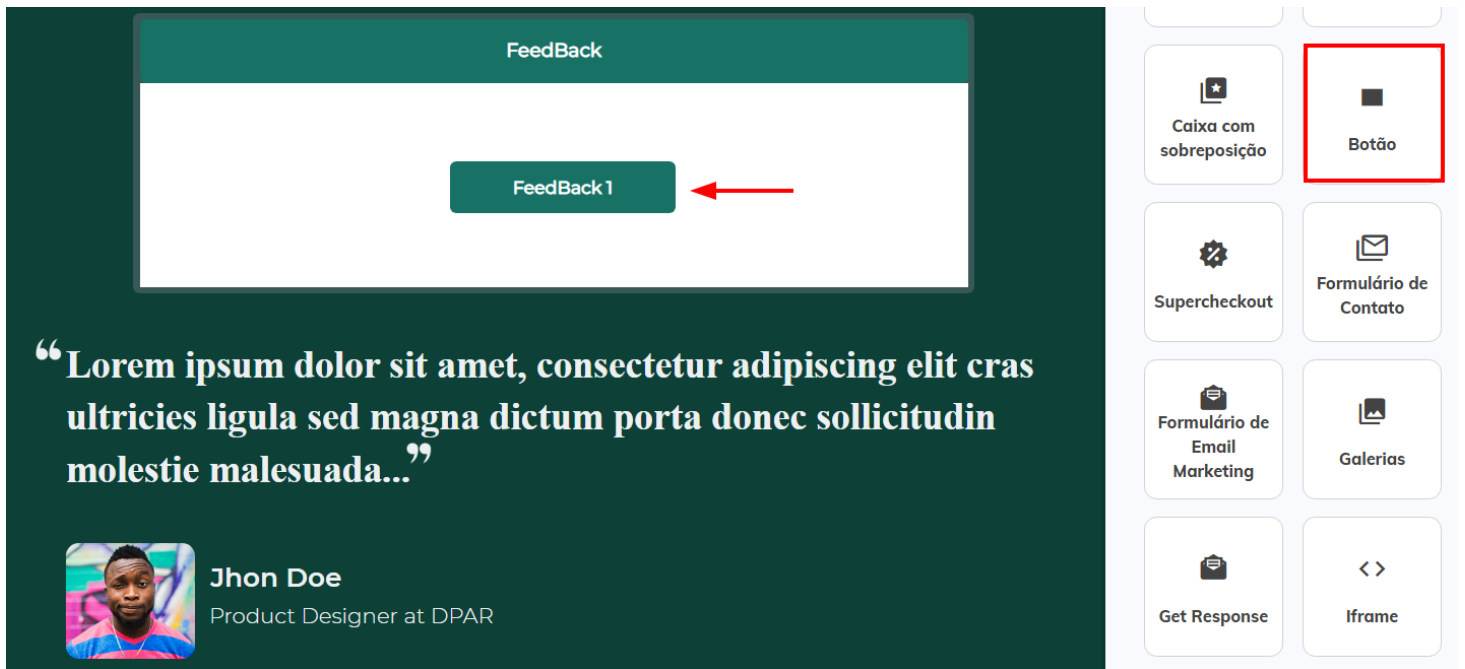 FeedBack
FeedBack 1
“Lorem ipsum dolor sit amet, consectetur adipiscing elit cras
ultricies ligula sed magna dictum porta donec sollicitudin
molestie malesuada...”
Jhon Doe
Product Designer at DPAR
Caixa com
sobreposição
Botão
Supercheckout
Formulário de
Contato
Formulário de
Email
Marketing
Galerias
Get Response
Iframe